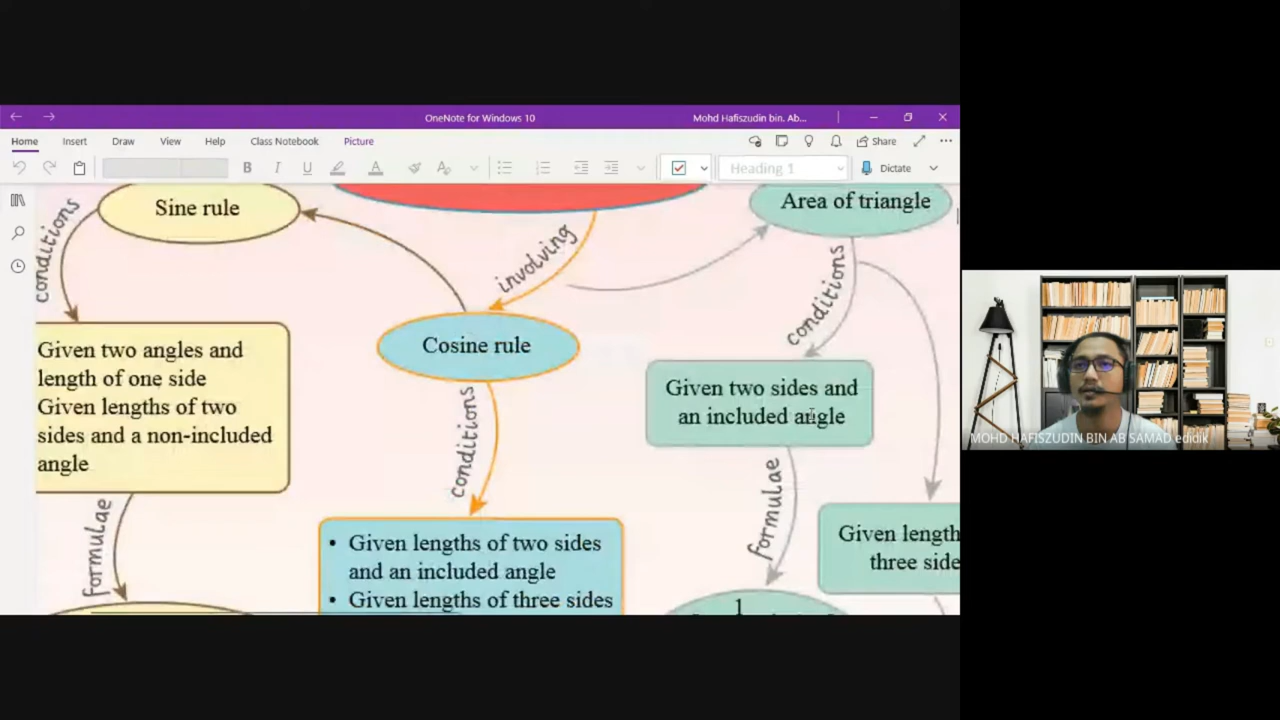 OneNote for Windows 10
Mohd Hafiszudin bin. Ab...
Home Insert Draw View Help Class Notebook Picture
Share
B I U
Heading 1
Dictate
Sine rule
Area of triangle
conditions
involving
conditions
Cosine rule
Given two angles and
length of one side
Given lengths of two
sides and a non-included
angle
Given two sides and
an included angle
conditions
formulae
formulae
Given length
three side
• Given lengths of two sides
and an included angle
• Given lengths of three sides
1
MOHD HAFISZUDIN BIN AB SAMAD edidik